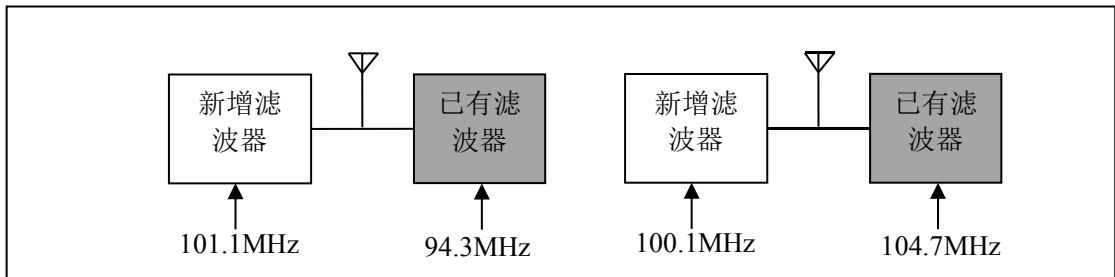 新增滤
波器
已有滤
波器
新增滤
波器
已有滤
波器
101.1MHz
94.3MHz
100.1MHz
104.7MHz